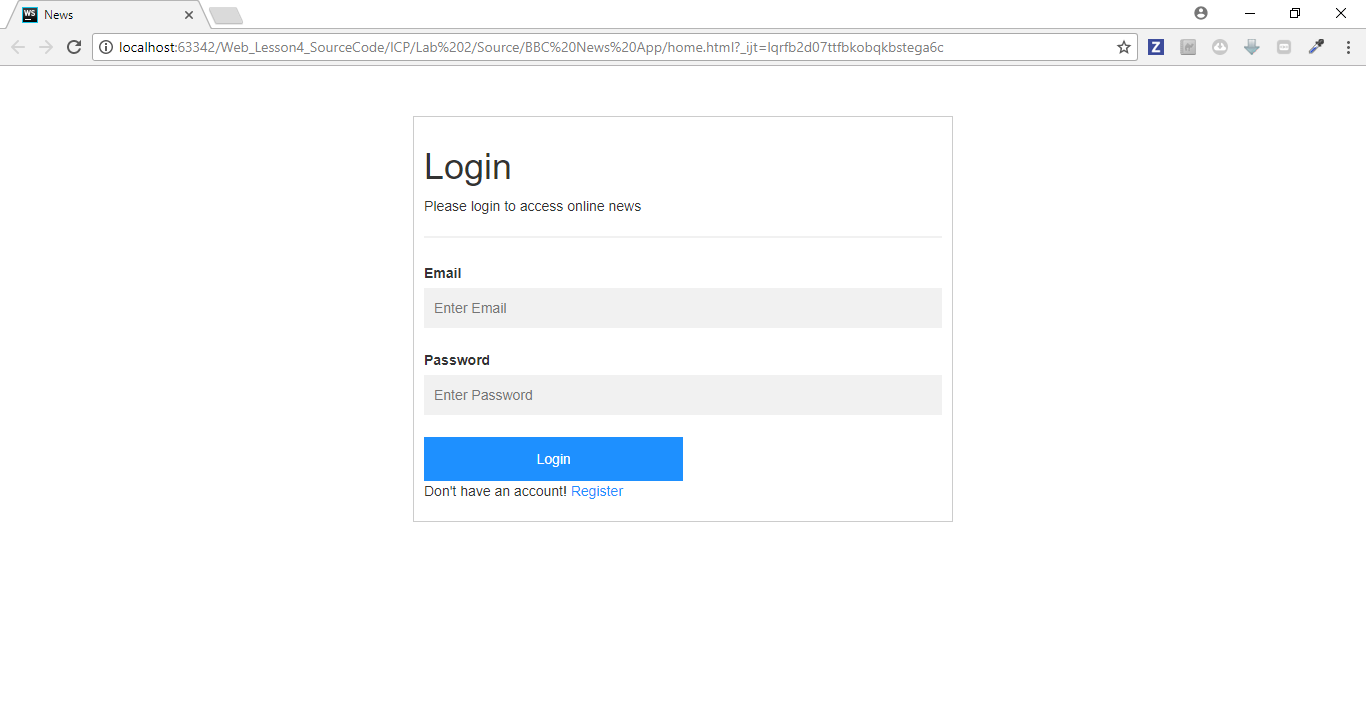 WS News
localhost:63342/Web_Lesson4_SourceCode/ICP/Lab%202/Source/BBC%20News%20App/home.html?_ijt=lqrfb2d07ttfbkobqkbstega6c
Z
Login
Please login to access online news
Email
Enter Email
Password
Enter Password
Login
Don't have an account! Register